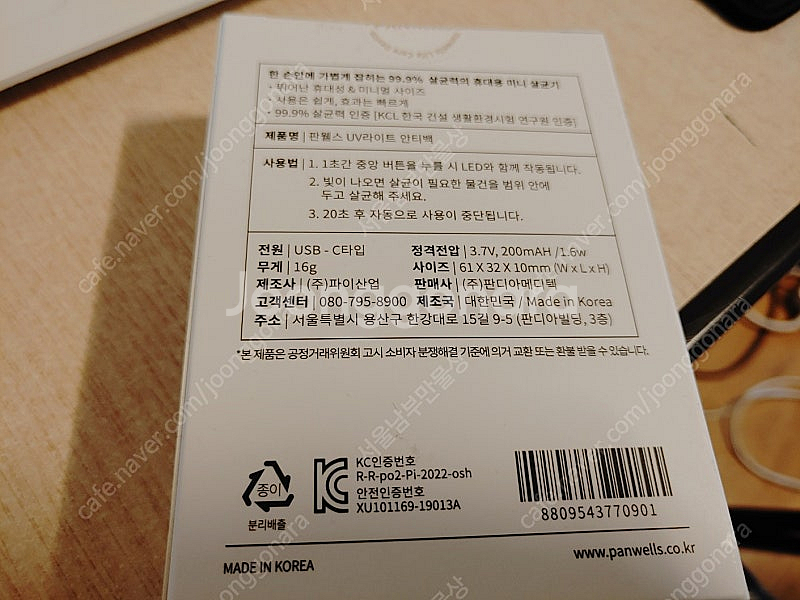 한 손안에 가볍게 잡히는 99.9% 살균력의 휴대용 미니 살균기
· 뛰어난 휴대성 & 미니멀 사이즈
· 사용은 쉽게, 효과는 빠르게
· 99.9% 살균력 인증 [KCL 한국 건설 생활환경시험 연구원 인증]
제품명 | 판웰스 UV라이트 안티백
사용법 | 1. 1초간 중앙 버튼을 누를 시 LED와 함께 작동됩니다.
2. 빛이 나오면 살균이 필요한 물건을 범위 안에
두고 살균해 주세요.
3. 20초 후 자동으로 사용이 중단됩니다.
전원 | USB - C타입 정격전압 | 3.7V, 200mAH /1.6w
무게 | 16g 사이즈 | 61 X 32 X 10mm (W x L x H)
제조사 | (주)파이산업 판매사 | (주)판디아메디텍
고객센터 | 080-795-8900 제조국 | 대한민국 / Made in Korea
주소 | 서울특별시 용산구 한강대로 15길 9-5 (판디아빌딩, 3층)
*본 제품은 공정거래위원회 고시 소비자 분쟁해결 기준에 의거 교환 또는 환불 받을 수 있습니다.
종이
분리배출
KC인증번호
R-R-po2-Pi-2022-osh
안전인증번호
XU101169-19013A
8809543770901
MADE IN KOREA
www.panwells.co.kr
Joonggonara
cafe.naver.com/joonggonara
서울남부만물상